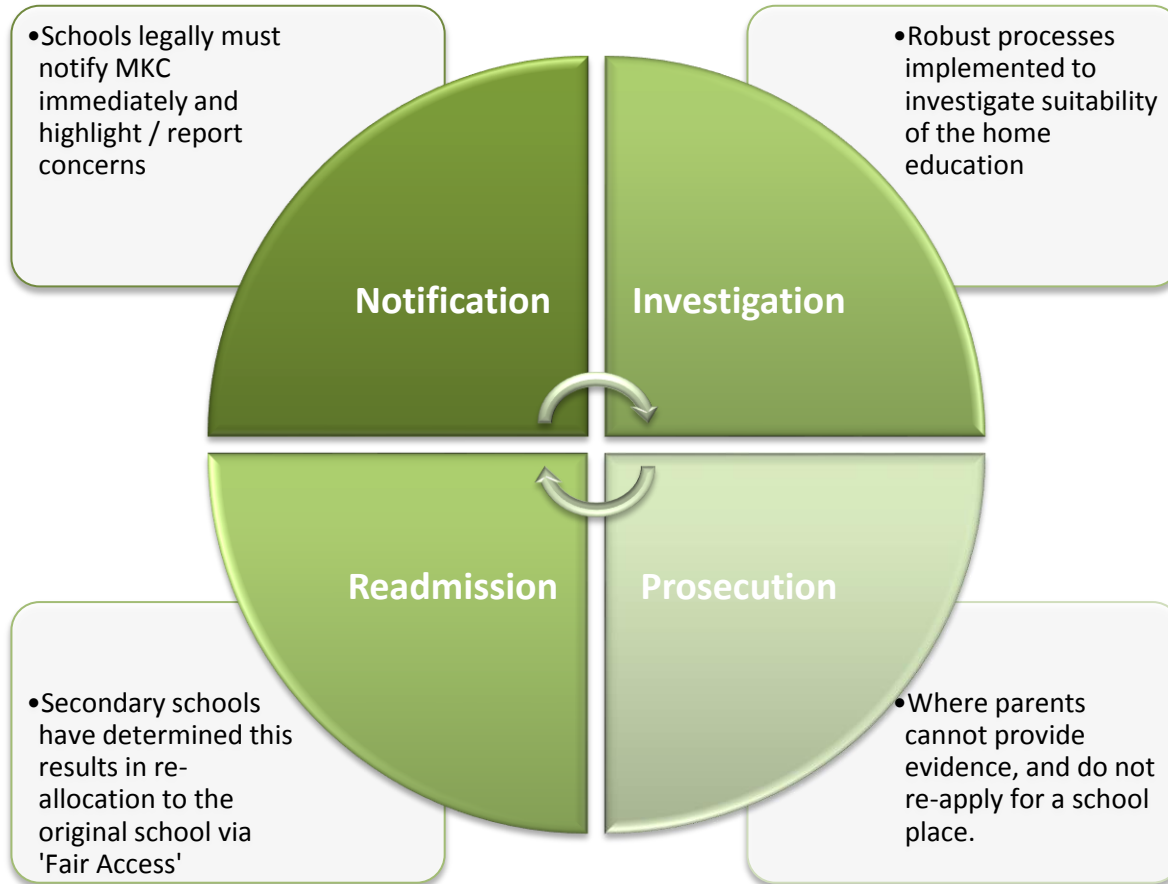 •Schools legally must
notify MKC
immediately and
highlight / report
concerns
•Robust processes
implemented to
investigate suitability
of the home
education
Notification
Investigation
Readmission
Prosecution
•Secondary schools
have determined this
results in re-
allocation to the
original school via
'Fair Access'
•Where parents
cannot provide
evidence, and do not
re-apply for a school
place.